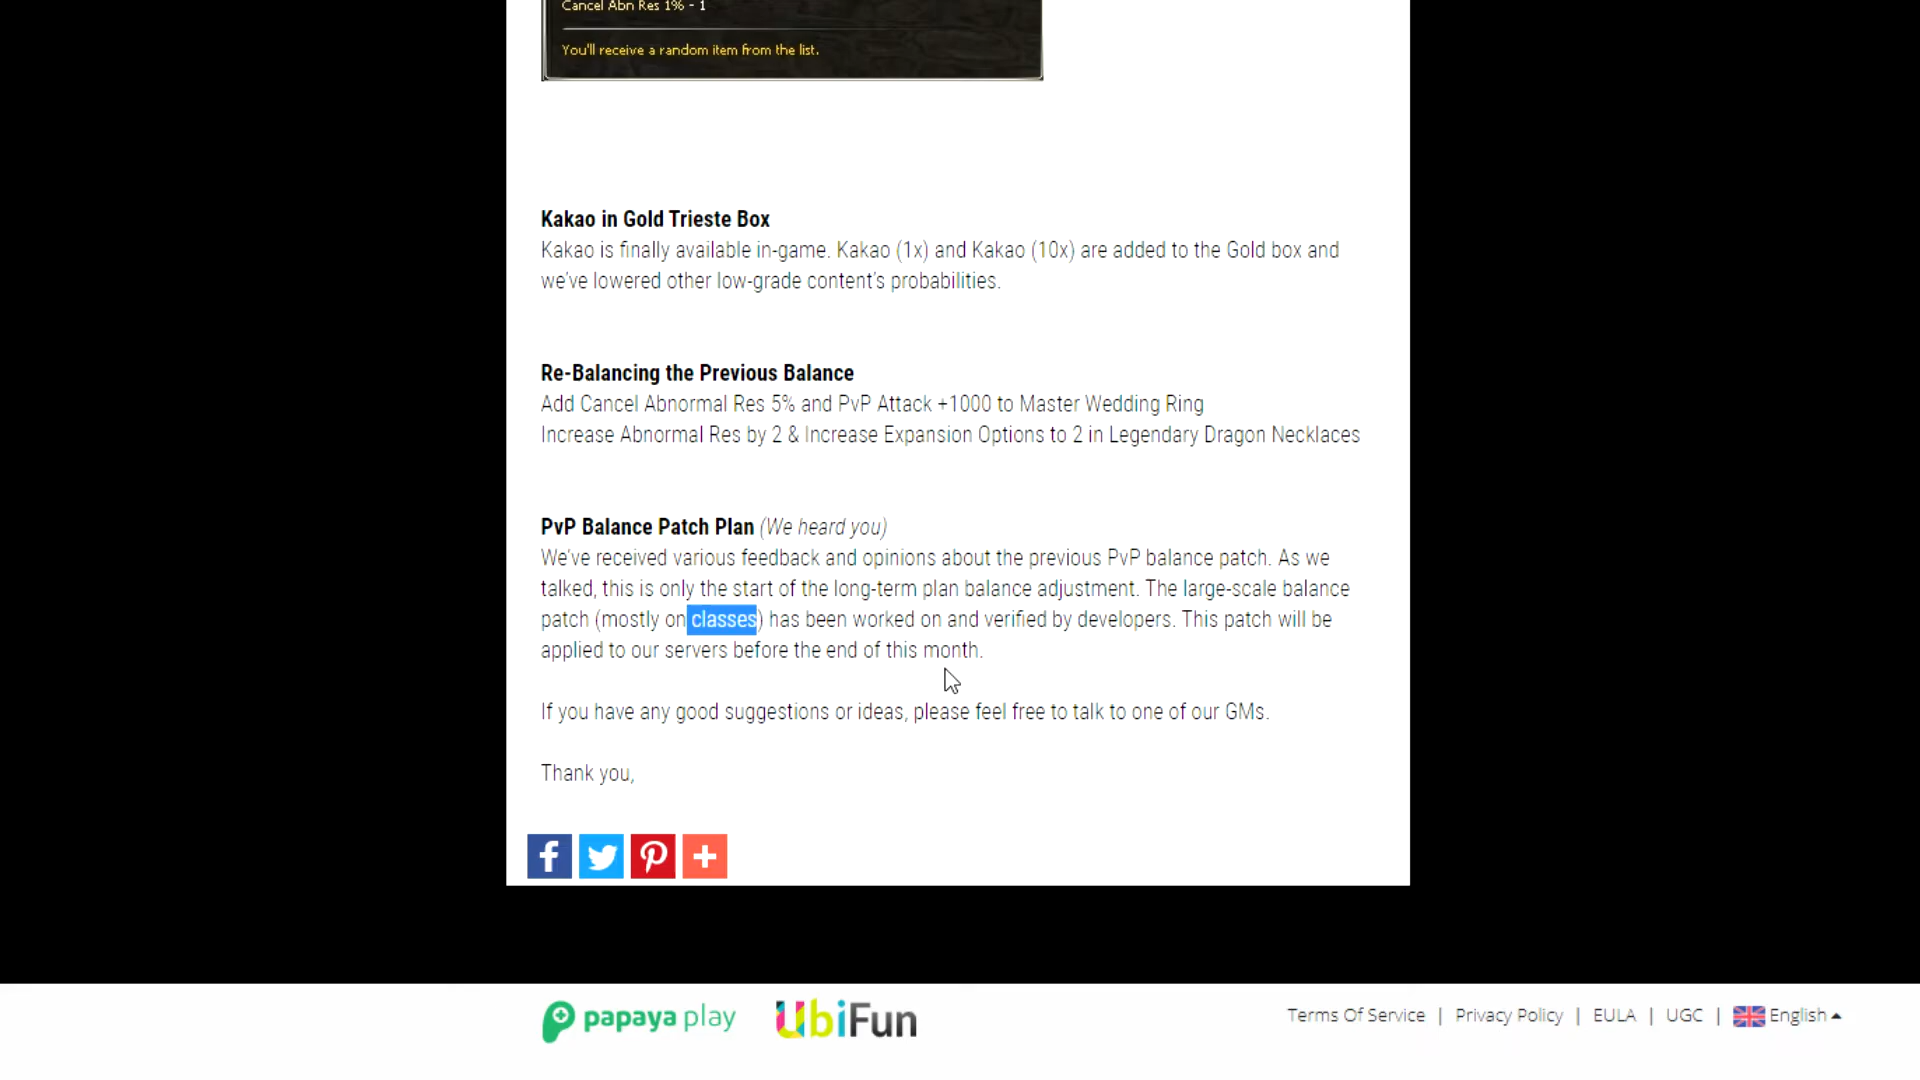 Cancel Abn Res 1% - 1
You'll receive a random item from the list.
Kakao in Gold Trieste Box
Kakao is finally available in-game. Kakao (1x) and Kakao (10x) are added to the Gold box and
we've lowered other low-grade content's probabilities.
Re-Balancing the Previous Balance
Add Cancel Abnormal Res 5% and PvP Attack +1000 to Master Wedding Ring
Increase Abnormal Res by 2 & Increase Expansion Options to 2 in Legendary Dragon Necklaces
PvP Balance Patch Plan (We heard you)
We've received various feedback and opinions about the previous PvP balance patch. As we
talked, this is only the start of the long-term plan balance adjustment. The large-scale balance
patch (mostly on classes) has been worked on and verified by developers. This patch will be
applied to our servers before the end of this month.
If you have any good suggestions or ideas, please feel free to talk to one of our GMs.
Thank you,
papaya play UbiFun Terms Of Service | Privacy Policy | EULA | UGC | English